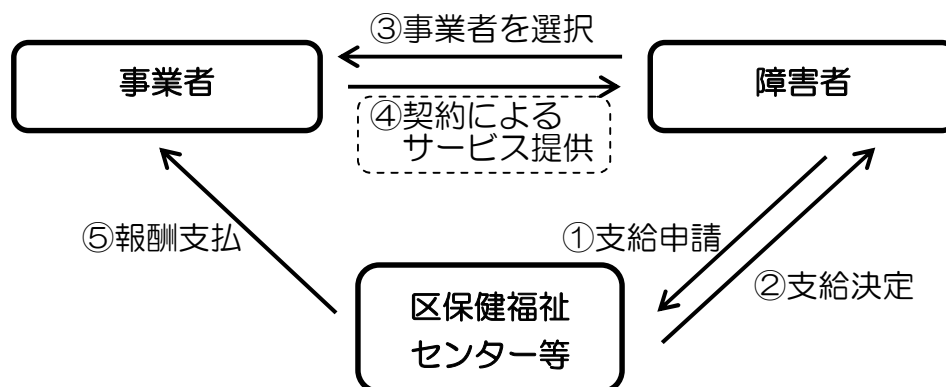 ③事業者を選択
事業者
障害者
④契約による
サービス提供
⑤報酬支払
①支給申請
②支給決定
区保健福祉
センター等